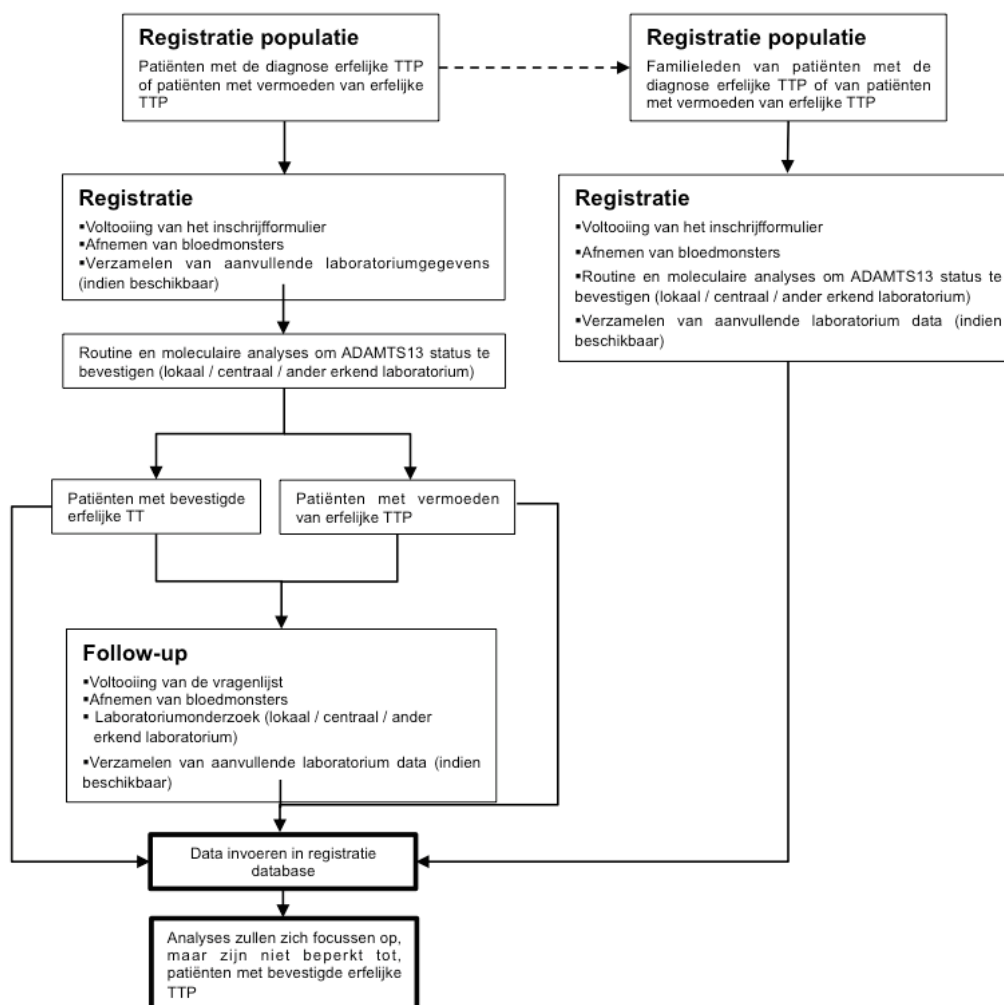 Registratie populatie
Patiënten met de diagnose erfelijke TTP
of patiënten met vermoeden van erfelijke
TTP
Registratie populatie
Familieleden van patiënten met de
diagnose erfelijke TTP of van patiënten
met vermoeden van erfelijke TTP
Registratie
▪Voltooiing van het inschrijfformulier
▪Afnemen van bloedmonsters
▪Verzamelen van aanvullende laboratoriumgegevens
(indien beschikbaar)
Registratie
▪Voltooiing van het inschrijfformulier
▪Afnemen van bloedmonsters
▪Routine en moleculaire analyses om ADAMTS13 status te
bevestigen (lokaal / centraal / ander erkend laboratorium)
▪Verzamelen van aanvullende laboratorium data (indien
beschikbaar)
Routine en moleculaire analyses om ADAMTS13 status te
bevestigen (lokaal / centraal / ander erkend laboratorium)
Patiënten met bevestigde
erfelijke TT
Patiënten met vermoeden
van erfelijke TTP
Follow-up
▪Voltooiing van de vragenlijst
▪Afnemen van bloedmonsters
▪ Laboratoriumonderzoek (lokaal / centraal / ander
erkend laboratorium)
▪Verzamelen van aanvullende laboratorium data (indien
beschikbaar)
Data invoeren in registratie
database
Analyses zullen zich focussen op,
maar zijn niet beperkt tot,
patiënten met bevestigde erfelijke
TTP